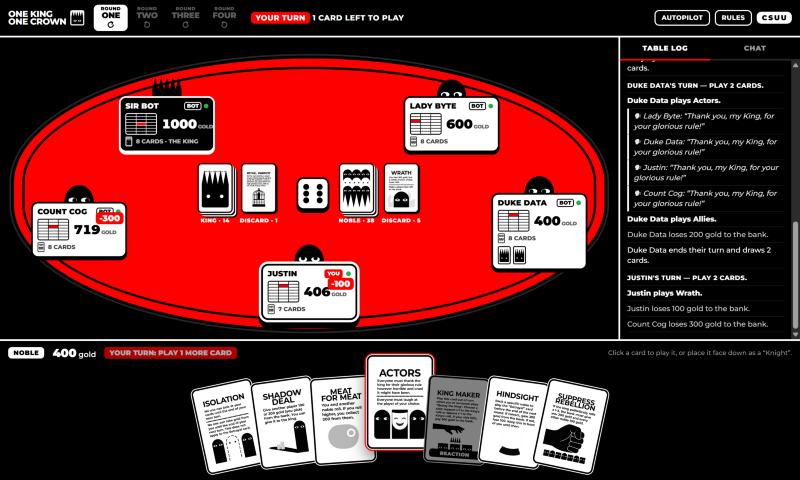 ONE KING
ONE CROWN
ROUND
ONE
ROUND
TWO
ROUND
THREE
ROUND
FOUR
YOUR TURN 1 CARD LEFT TO PLAY
AUTOPILOT
RULES
CSUU
TABLE LOG
CHAT
cards.
DUKE DATA'S TURN — PLAY 2 CARDS.
Duke Data plays Actors.
Lady Byte: "Thank you, my King, for your glorious rule!"
Duke Data: "Thank you, my King, for your glorious rule!"
Justin: "Thank you, my King, for your glorious rule!"
Count Cog: "Thank you, my King, for your glorious rule!"
Duke Data plays Allies.
Duke Data loses 200 gold to the bank.
Duke Data ends their turn and draws 2 cards.
JUSTIN'S TURN — PLAY 2 CARDS.
Justin plays Wrath.
Justin loses 100 gold to the bank.
Count Cog loses 300 gold to the bank.
SIR BOT
BOT
1000 GOLD
8 CARDS · THE KING
LADY BYTE
BOT
600 GOLD
8 CARDS
COUNT COG
BOT
-300
719 GOLD
8 CARDS
DUKE DATA
BOT
400 GOLD
8 CARDS
WRATH
KING · 14
DISCARD · 1
NOBLE · 38
DISCARD · 5
JUSTIN
YOU
-100
406 GOLD
7 CARDS
NOBLE
400 gold
YOUR TURN: PLAY 1 MORE CARD
Click a card to play it, or place it face down as a "Knight".
ISOLATION
SHADOW
DEAL
MEAT
FOR MEAT
ACTORS
Everyone must thank the king for their glorious rule
KING MAKER
REACTION
HINDSIGHT
SUPPRESS
REBELLION